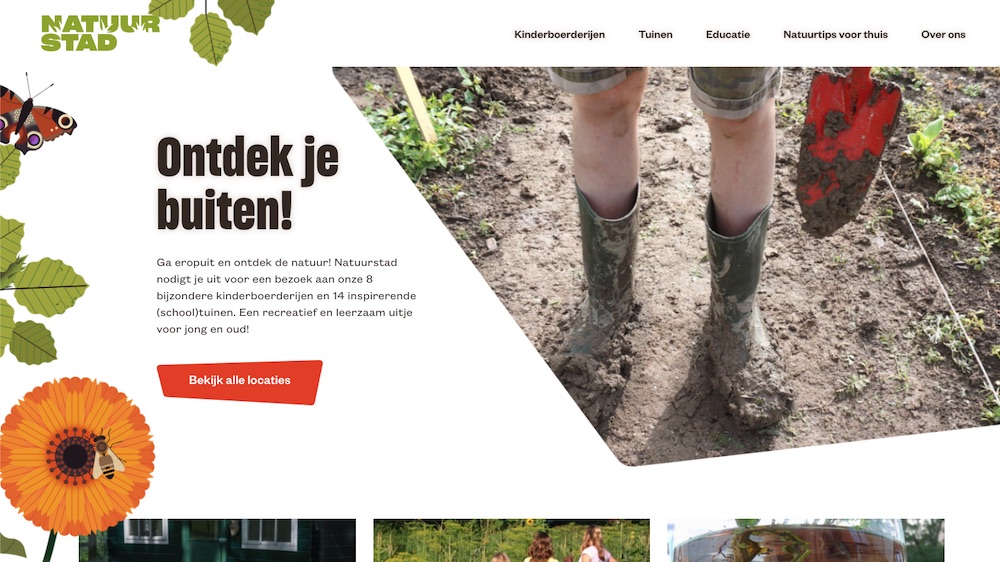 NATUUR
STAD
Kinderboerderijen Tuinen Educatie Natuurtips voor thuis Over ons
Ontdek je
buiten!
Ga eropuit en ontdek de natuur! Natuurstad
nodigt je uit voor een bezoek aan onze 8
bijzondere kinderboerderijen en 14 inspirerende
(school)tuinen. Een recreatief en leerzaam uitje
voor jong en oud!
Bekijk alle locaties